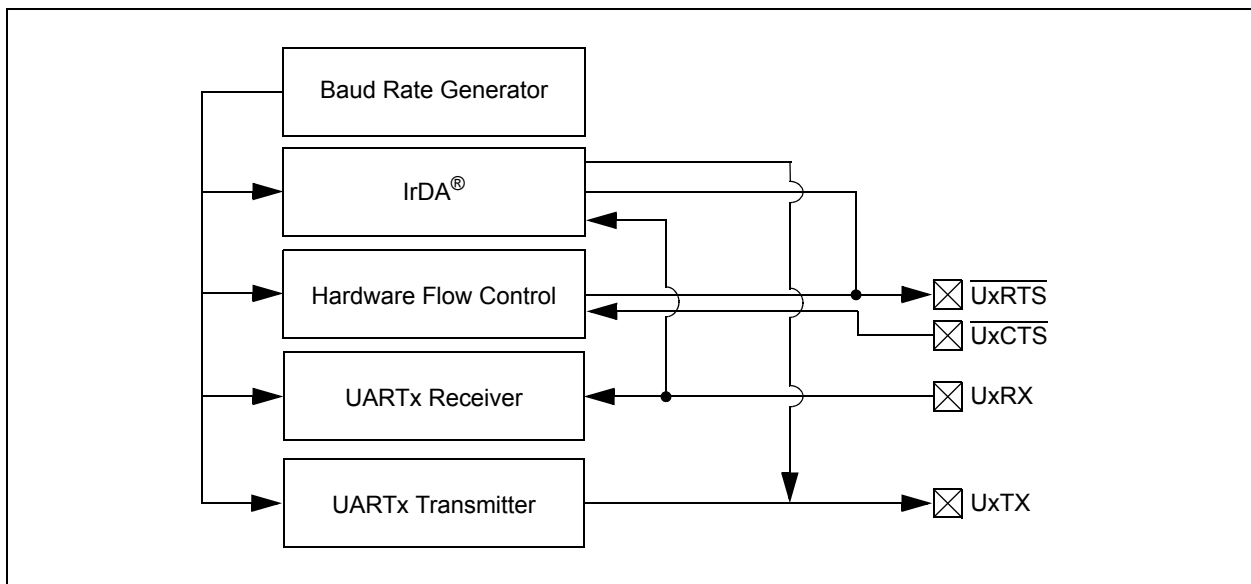 Baud Rate Generator
IrDA®
Hardware Flow Control
UARTx Receiver
UARTx Transmitter
UxRTS
UxCTS
UxRX
UxTX